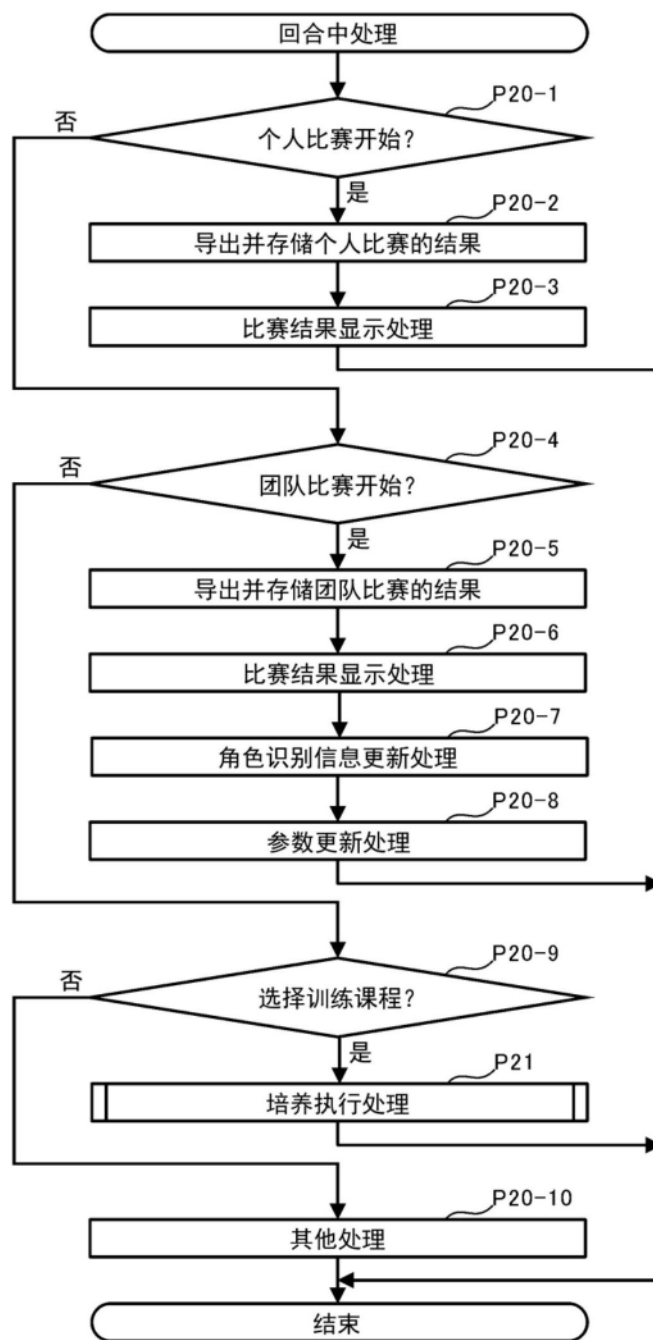 回合中处理
P20-1
否
个人比赛开始？
是
P20-2
导出并存储个人比赛的结果
P20-3
比赛结果显示处理
P20-4
否
团队比赛开始？
是
P20-5
导出并存储团队比赛的结果
P20-6
比赛结果显示处理
P20-7
角色识别信息更新处理
P20-8
参数更新处理
P20-9
否
选择训练课程？
是
P21
培养执行处理
P20-10
其他处理
结束